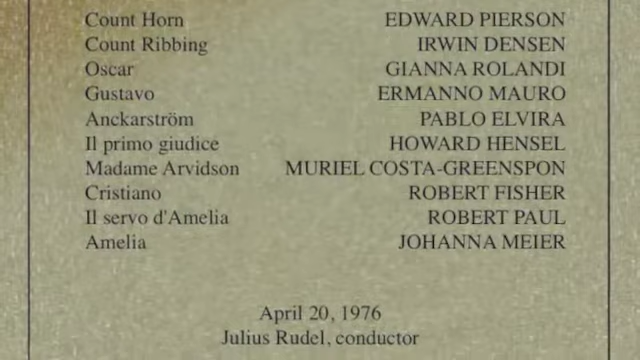 Count Horn EDWARD PIERSON
Count Ribbing IRWIN DENSEN
Oscar GIANNA ROLANDI
Gustavo ERMANNO MAURO
Anckarström PABLO ELVIRA
Il primo giudice HOWARD HENSEL
Madame Arvidson MURIEL COSTA-GREENSPON
Cristiano ROBERT FISHER
Il servo d'Amelia ROBERT PAUL
Amelia JOHANNA MEIER
April 20, 1976
Julius Rudel, conductor